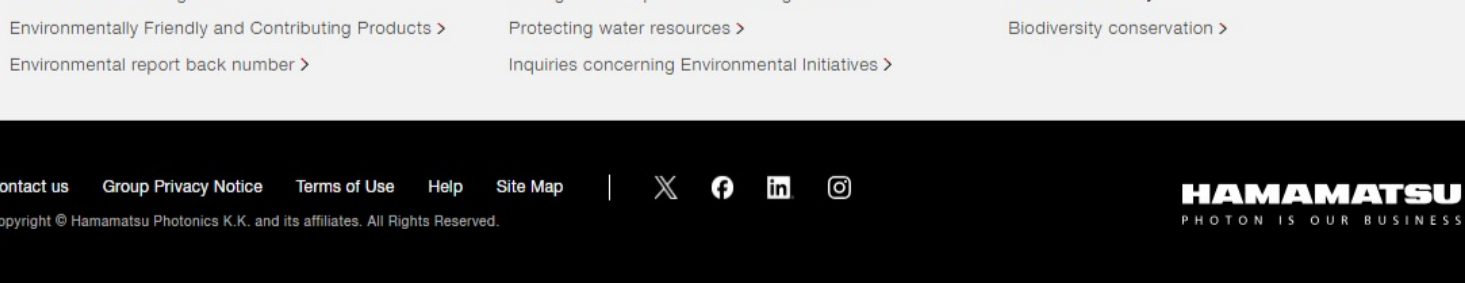 Environmentally Friendly and Contributing Products >
Protecting water resources >
Biodiversity conservation >
Environmental report back number >
Inquiries concerning Environmental Initiatives >
ontact us
Group Privacy Notice
Terms of Use
Help
Site Map
opyright © Hamamatsu Photonics K.K. and its affiliates. All Rights Reserved.
HAMAMATSU
PHOTON IS OUR BUSINESS